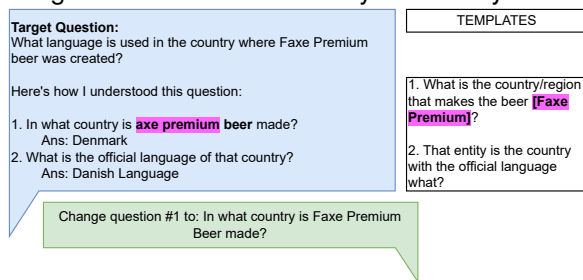 Target Question:
What language is used in the country where Faxe Premium
beer was created?
Here's how I understood this question:
1. In what country is axe premium beer made?
Ans: Denmark
2. What is the official language of that country?
Ans: Danish Language
Change question #1 to: In what country is Faxe Premium
Beer made?
TEMPLATES
1. What is the country/region
that makes the beer [Faxe
Premium]?
2. That entity is the country
with the official language
what?